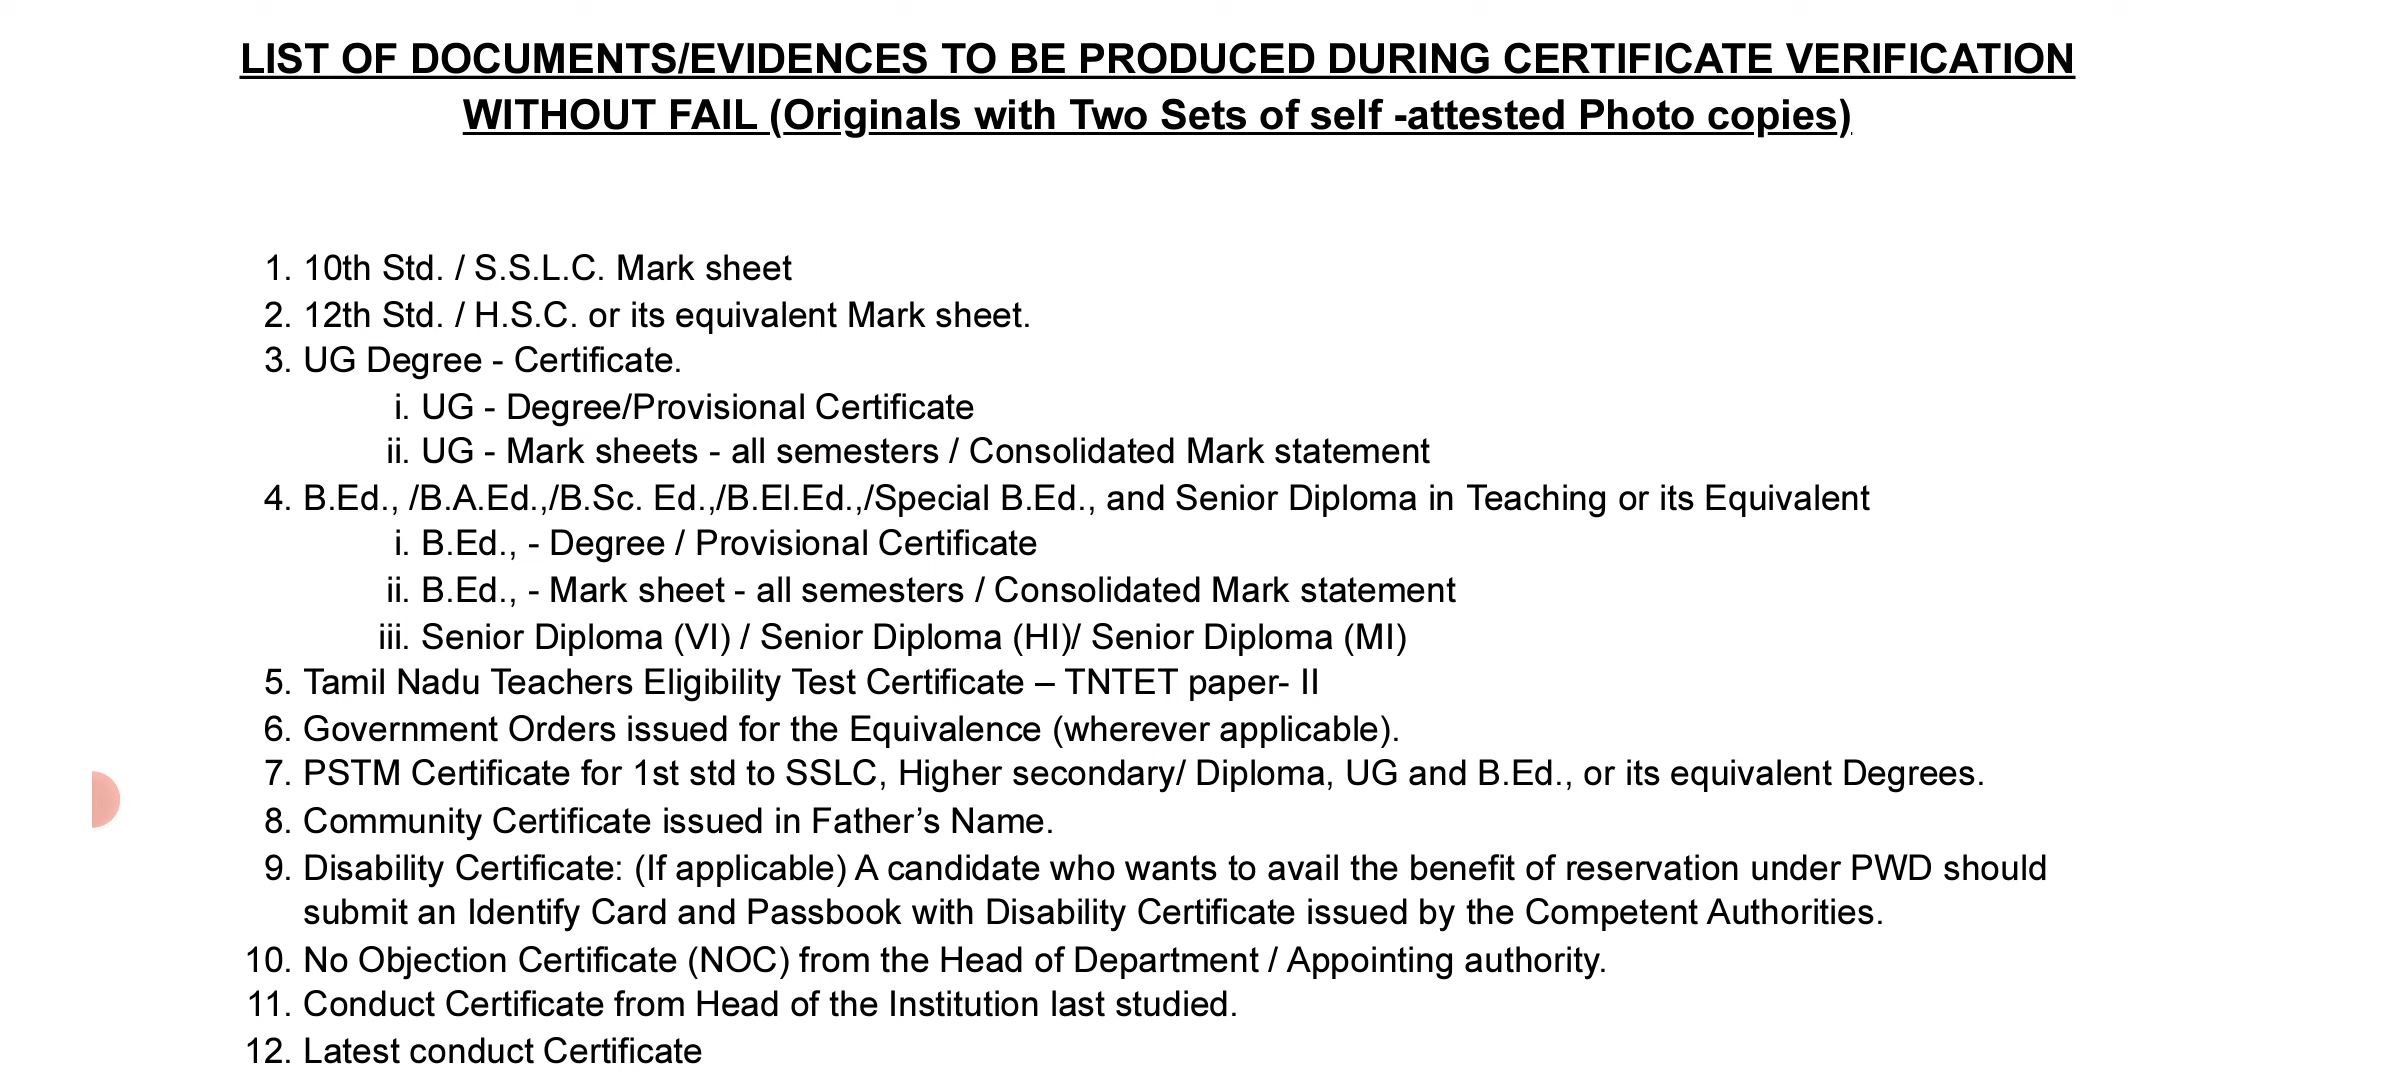 LIST OF DOCUMENTS/EVIDENCES TO BE PRODUCED DURING CERTIFICATE VERIFICATION
WITHOUT FAIL (Originals with Two Sets of self -attested Photo copies)
1. 10th Std. / S.S.L.C. Mark sheet
2. 12th Std. / H.S.C. or its equivalent Mark sheet.
3. UG Degree - Certificate.
i. UG - Degree/Provisional Certificate
ii. UG - Mark sheets - all semesters / Consolidated Mark statement
4. B.Ed., /B.A.Ed.,/B.Sc. Ed.,/B.El.Ed.,/Special B.Ed., and Senior Diploma in Teaching or its Equivalent
i. B.Ed., - Degree / Provisional Certificate
ii. B.Ed., - Mark sheet - all semesters / Consolidated Mark statement
iii. Senior Diploma (VI) / Senior Diploma (HI)/ Senior Diploma (MI)
5. Tamil Nadu Teachers Eligibility Test Certificate – TNTET paper- II
6. Government Orders issued for the Equivalence (wherever applicable).
7. PSTM Certificate for 1st std to SSLC, Higher secondary/ Diploma, UG and B.Ed., or its equivalent Degrees.
8. Community Certificate issued in Father’s Name.
9. Disability Certificate: (If applicable) A candidate who wants to avail the benefit of reservation under PWD should
submit an Identify Card and Passbook with Disability Certificate issued by the Competent Authorities.
10. No Objection Certificate (NOC) from the Head of Department / Appointing authority.
11. Conduct Certificate from Head of the Institution last studied.
12. Latest conduct Certificate